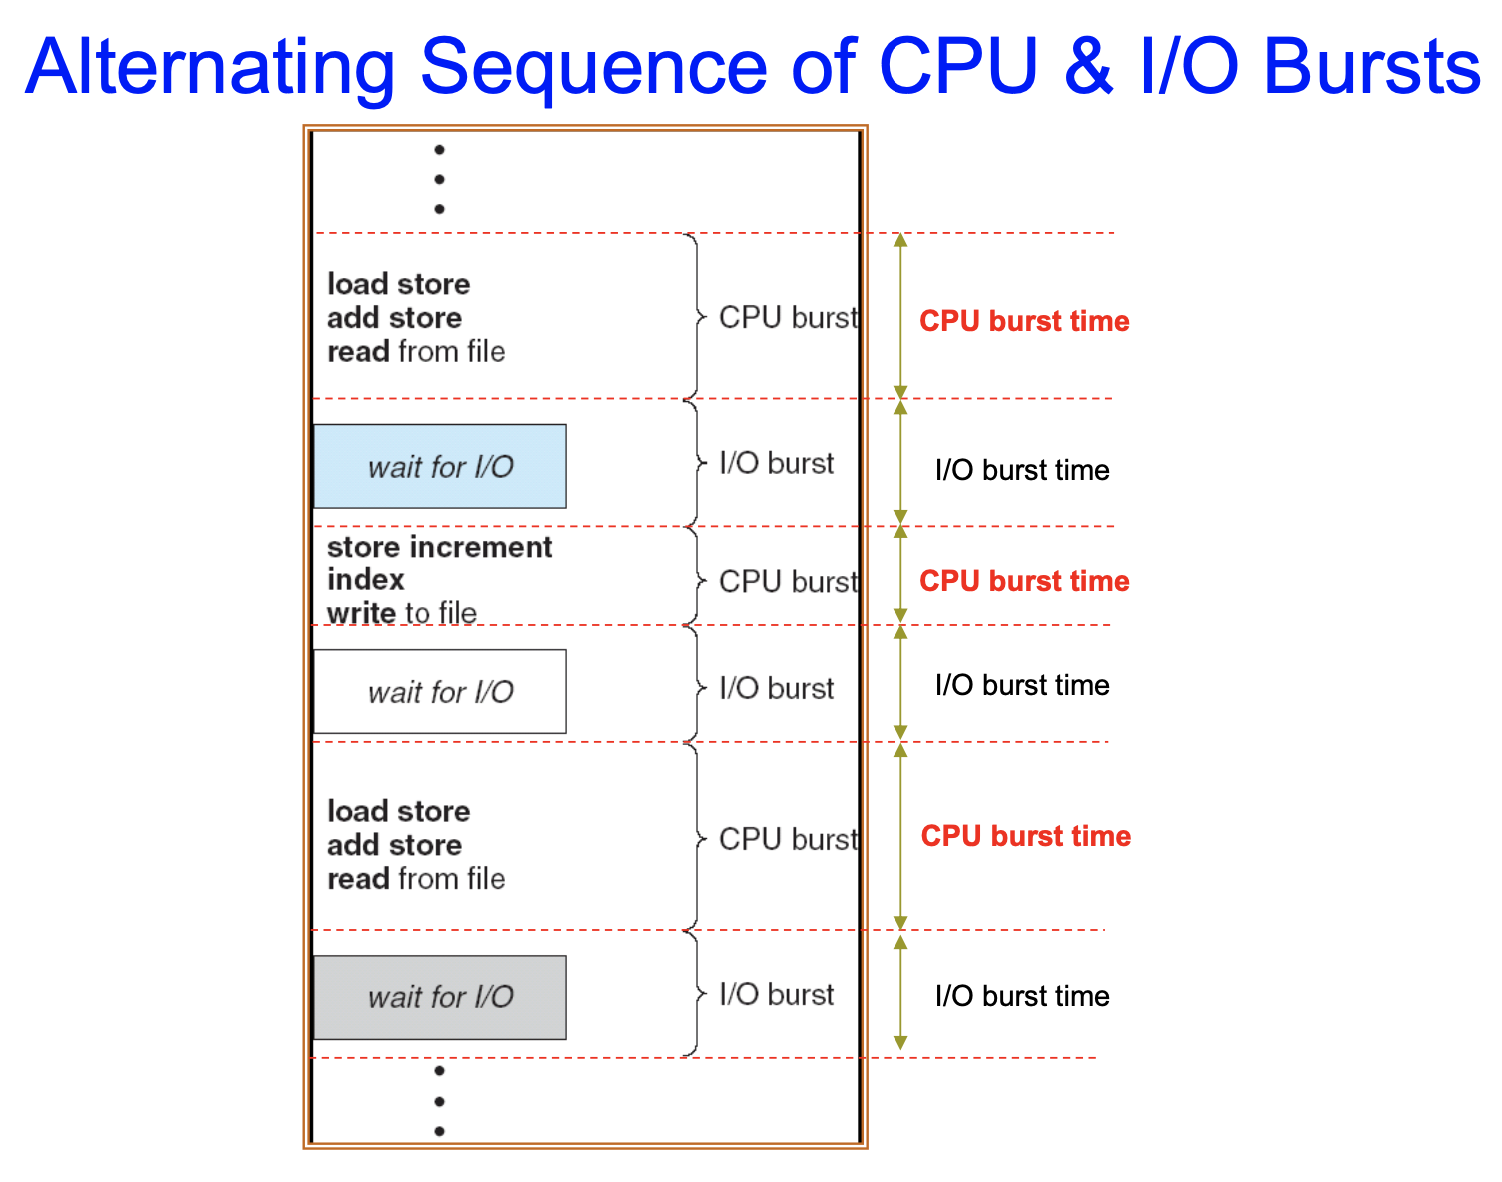 Alternating Sequence of CPU & I/O Bursts
load store
add store
read from file
CPU burst
CPU burst time
wait for I/O
I/O burst
I/O burst time
store increment
index
write to file
CPU burst
CPU burst time
wait for I/O
I/O burst
I/O burst time
load store
add store
read from file
CPU burst
CPU burst time
wait for I/O
I/O burst
I/O burst time